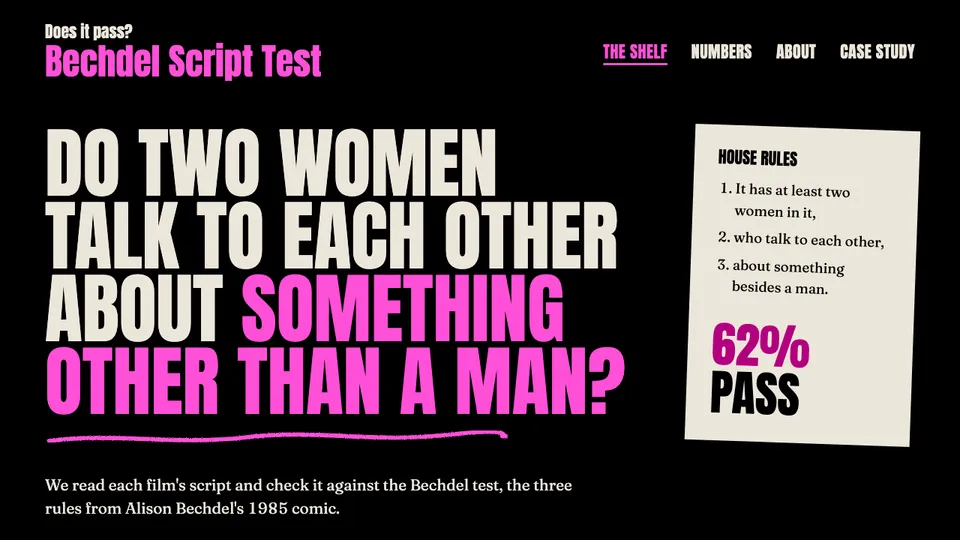 Does it pass?
Bechdel Script Test
THE SHELF
NUMBERS
ABOUT
CASE STUDY
DO TWO WOMEN
TALK TO EACH OTHER
ABOUT SOMETHING
OTHER THAN A MAN?
We read each film's script and check it against the Bechdel test, the three
rules from Alison Bechdel's 1985 comic.
HOUSE RULES
1. It has at least two
women in it,
2. who talk to each other,
3. about something
besides a man.
62%
PASS